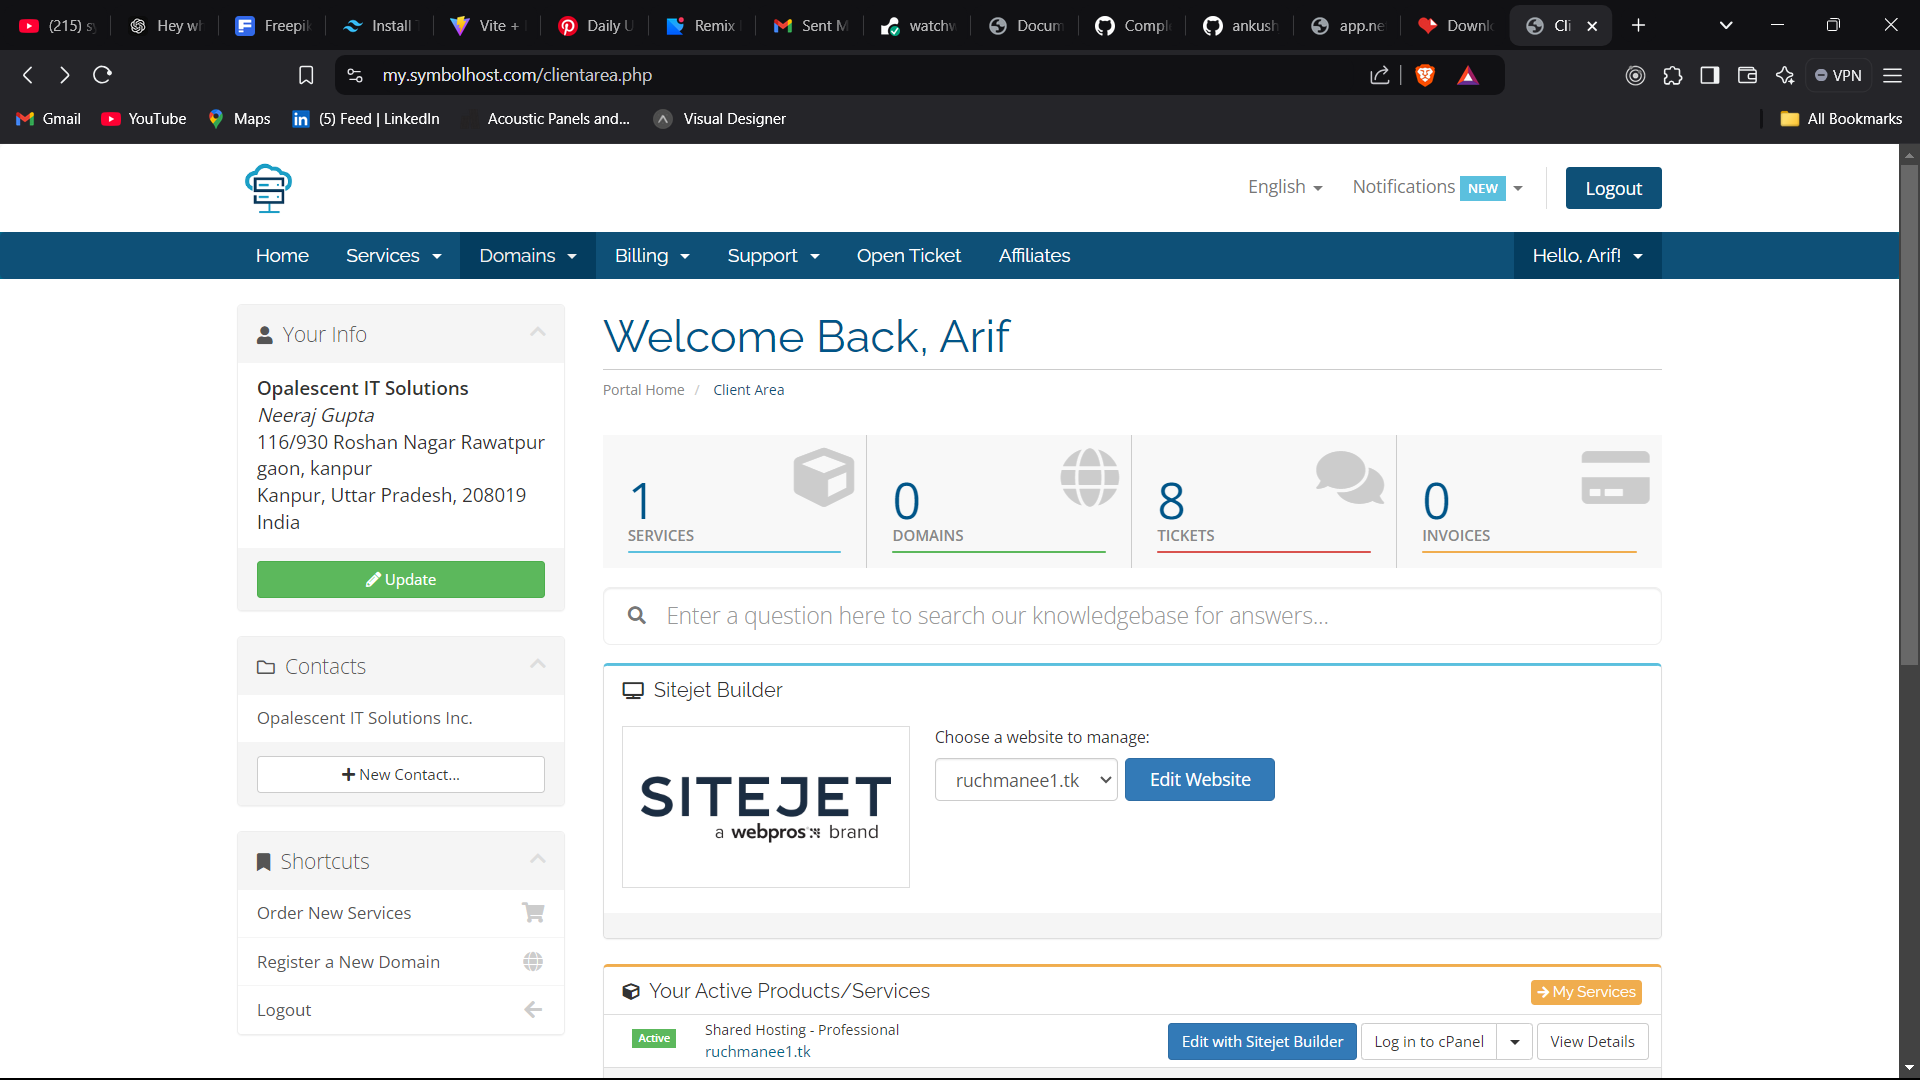 (215) sy
Hey wh
Freepik
Install T
Vite +
Daily U
Remix
Sent M
watchw
Docum
Comple
ankush
app.ne
Downlo
Cli
my.symbolhost.com/clientarea.php
VPN
Gmail
YouTube
Maps
(5) Feed | LinkedIn
Acoustic Panels and...
Visual Designer
All Bookmarks
English
Notifications NEW
Logout
Home
Services
Domains
Billing
Support
Open Ticket
Affiliates
Hello, Arif!
Your Info
Opalescent IT Solutions
Neeraj Gupta
116/930 Roshan Nagar Rawatpur
gaon, kanpur
Kanpur, Uttar Pradesh, 208019
India
Update
Contacts
Opalescent IT Solutions Inc.
New Contact...
Shortcuts
Order New Services
Register a New Domain
Logout
Welcome Back, Arif
Portal Home / Client Area
1
SERVICES
0
DOMAINS
8
TICKETS
0
INVOICES
Enter a question here to search our knowledgebase for answers...
Sitejet Builder
SITEJET
a webpros brand
Choose a website to manage:
ruchmanee1.tk
Edit Website
Your Active Products/Services
My Services
Active
Shared Hosting - Professional
ruchmanee1.tk
Edit with Sitejet Builder
Log in to cPanel
View Details